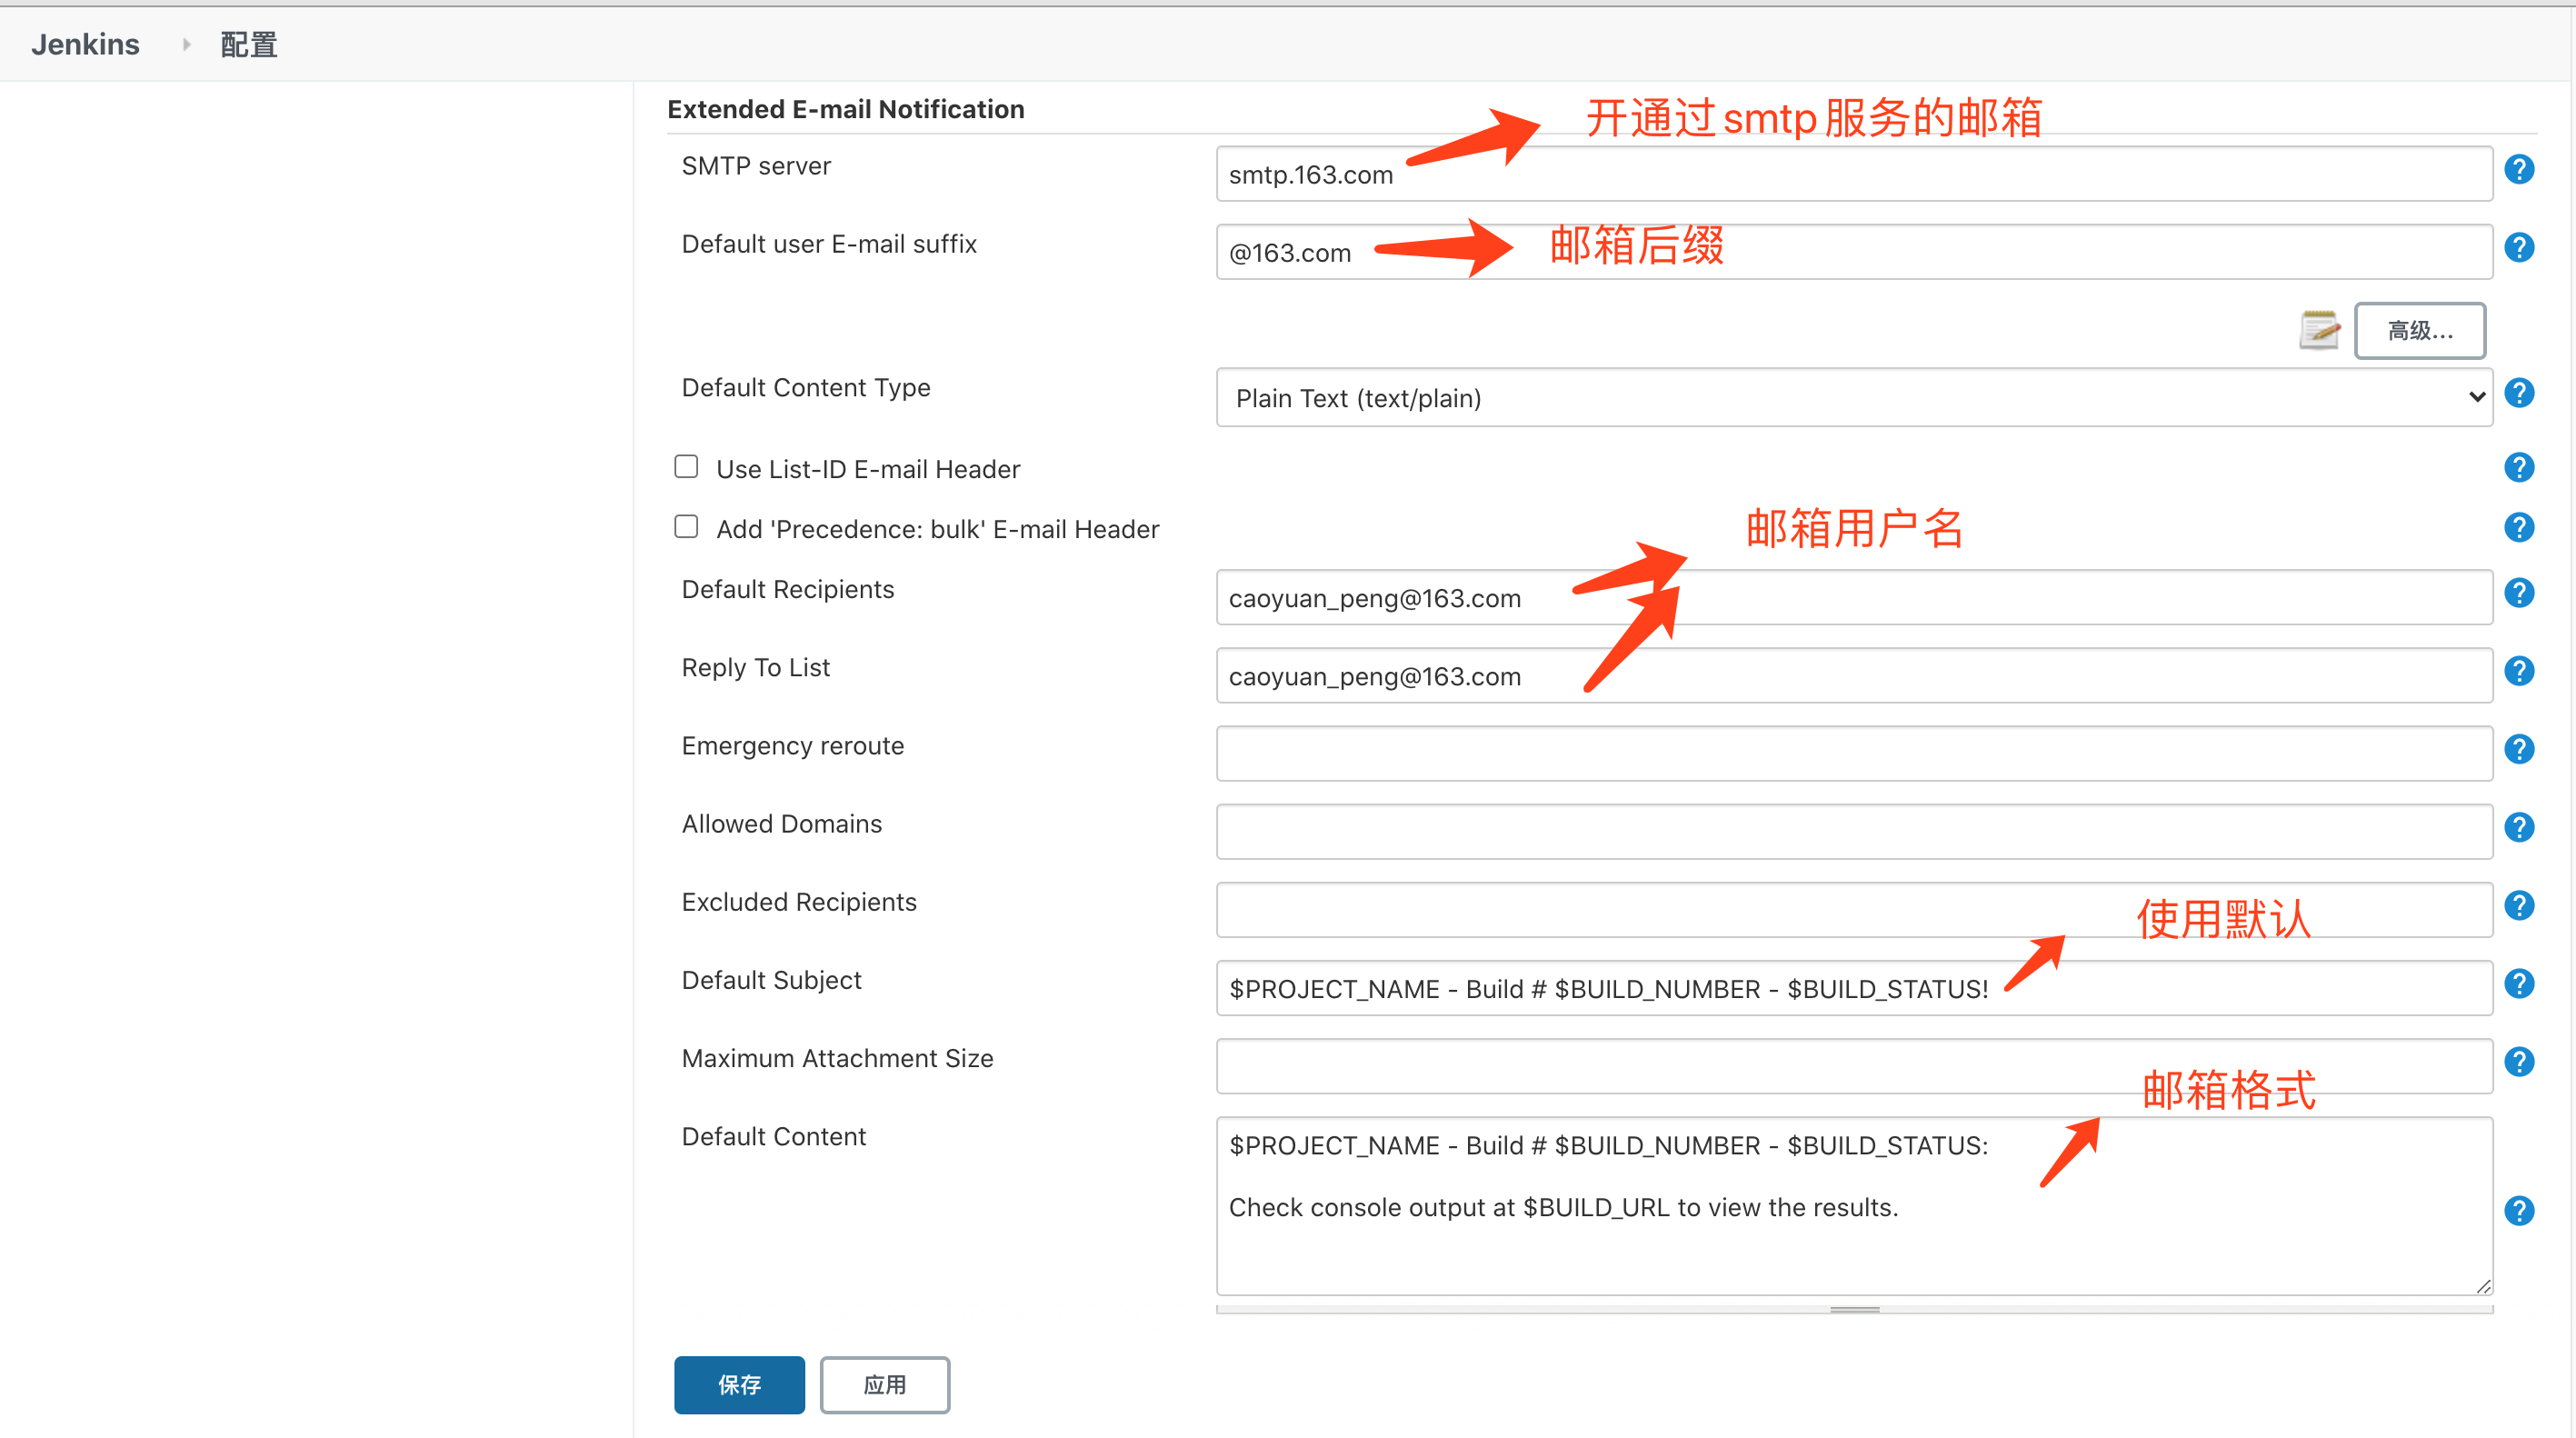 Jenkins 配置
Extended E-mail Notification
开通过smtp服务的邮箱
SMTP server
smtp.163.com
Default user E-mail suffix
@163.com
邮箱后缀
高级...
Default Content Type
Plain Text (text/plain)
Use List-ID E-mail Header
Add 'Precedence: bulk' E-mail Header
邮箱用户名
Default Recipients
caoyuan_peng@163.com
Reply To List
caoyuan_peng@163.com
Emergency reroute
Allowed Domains
Excluded Recipients
使用默认
Default Subject
$PROJECT_NAME - Build # $BUILD_NUMBER - $BUILD_STATUS!
Maximum Attachment Size
邮箱格式
Default Content
$PROJECT_NAME - Build # $BUILD_NUMBER - $BUILD_STATUS:
Check console output at $BUILD_URL to view the results.
保存 应用